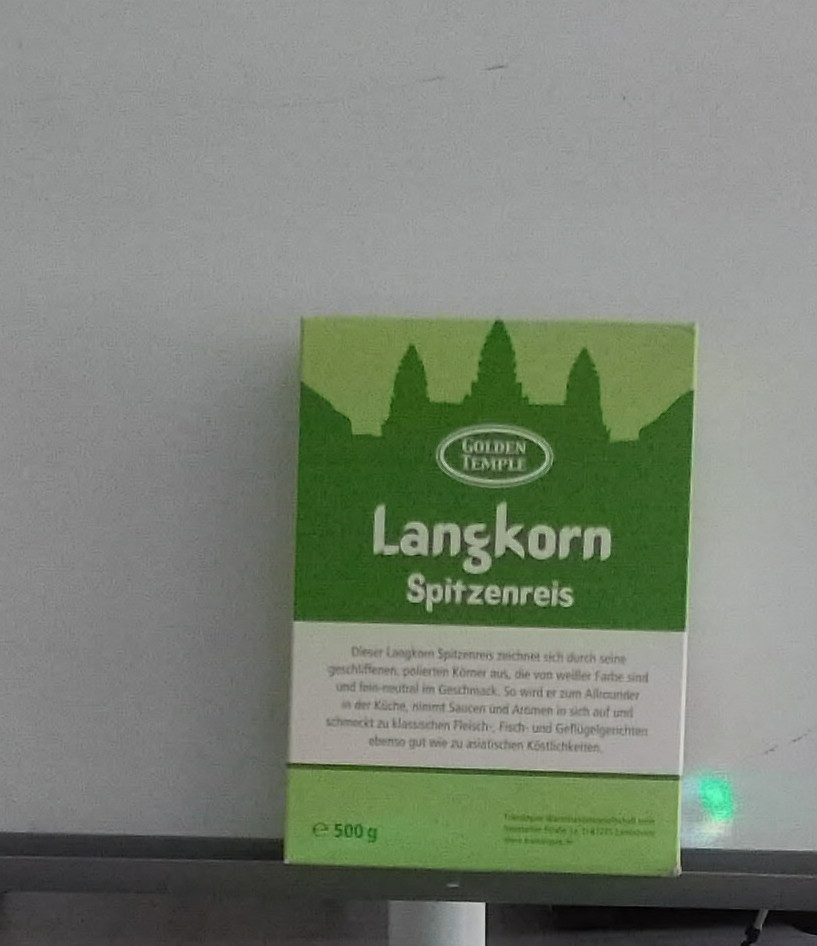 GOLDEN
TEMPLE
Langkorn
Spitzenreis
Dieser Langkorn Spitzenreis zeichnet sich durch seine
geschliffenen, polierten Körner aus, die von weißer Farbe sind
und fein-neutral im Geschmack. So wird er zum Allrounder
in der Küche, nimmt Saucen und Aromen in sich auf und
schmeckt zu klassischen Fleisch-, Fisch- und Geflügelgerichten
ebenso gut wie zu asiatischen Köstlichkeiten.
℮ 500 g